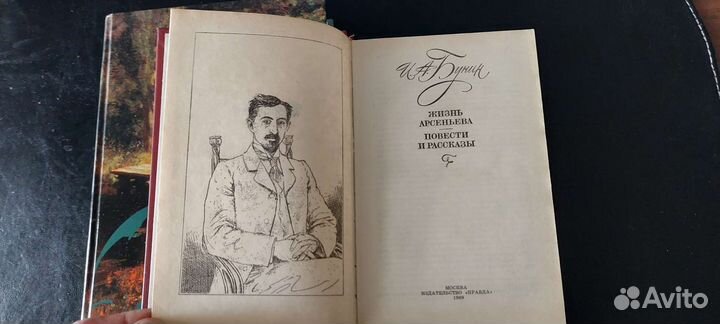 И А Бунин
ЖИЗНЬ
АРСЕНЬЕВА
ПОВЕСТИ
И РАССКАЗЫ
МОСКВА
ИЗДАТЕЛЬСТВО «ПРАВДА»
1989
Avito